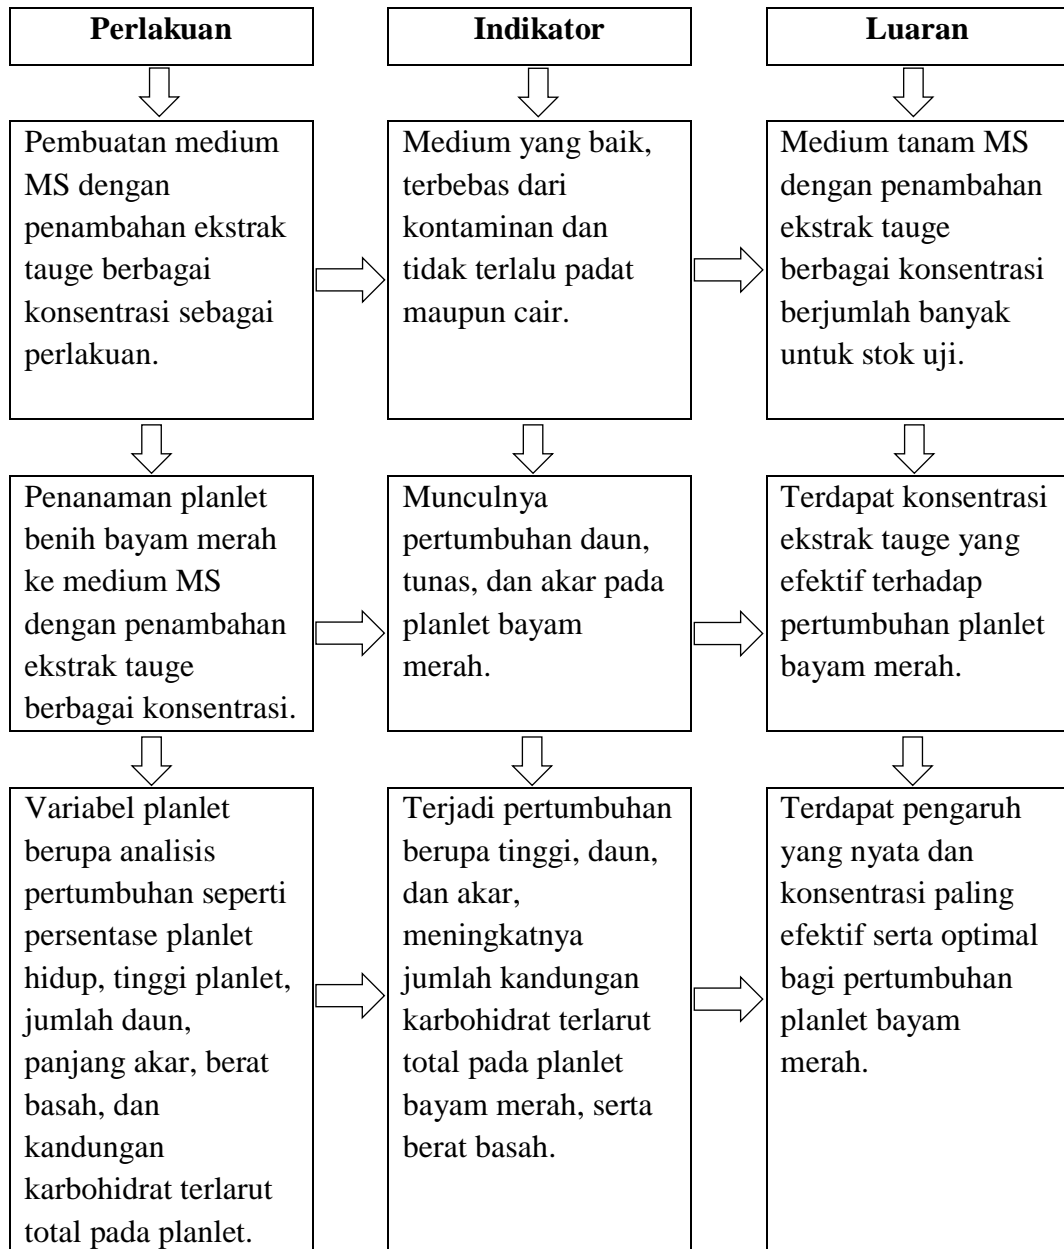 Perlakuan
Indikator
Luaran
Pembuatan medium
MS dengan
penambahan ekstrak
tauge berbagai
konsentrasi sebagai
perlakuan.
Medium yang baik,
terbebas dari
kontaminan dan
tidak terlalu padat
maupun cair.
Medium tanam MS
dengan penambahan
ekstrak tauge
berbagai konsentrasi
berjumlah banyak
untuk stok uji.
Penanaman planlet
benih bayam merah
ke medium MS
dengan penambahan
ekstrak tauge
berbagai konsentrasi.
Munculnya
pertumbuhan daun,
tunas, dan akar pada
planlet bayam
merah.
Terdapat konsentrasi
ekstrak tauge yang
efektif terhadap
pertumbuhan planlet
bayam merah.
Variabel planlet
berupa analisis
pertumbuhan seperti
persentase planlet
hidup, tinggi planlet,
jumlah daun,
panjang akar, berat
basah, dan
kandungan
karbohidrat terlarut
total pada planlet.
Terjadi pertumbuhan
berupa tinggi, daun,
dan akar,
meningkatnya
jumlah kandungan
karbohidrat terlarut
total pada planlet
bayam merah, serta
berat basah.
Terdapat pengaruh
yang nyata dan
konsentrasi paling
efektif serta optimal
bagi pertumbuhan
planlet bayam
merah.